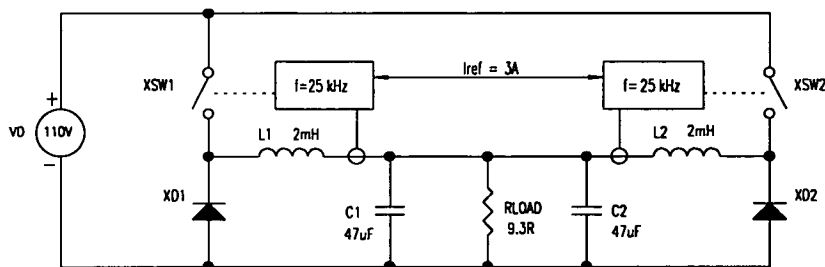 XSW1
f=25 kHz
Iref = 3A
f=25 kHz
XSW2
+
VD
110V
−
L1 2mH
L2 2mH
XD1
C1
47uF
RLOAD
9.3R
C2
47uF
XD2